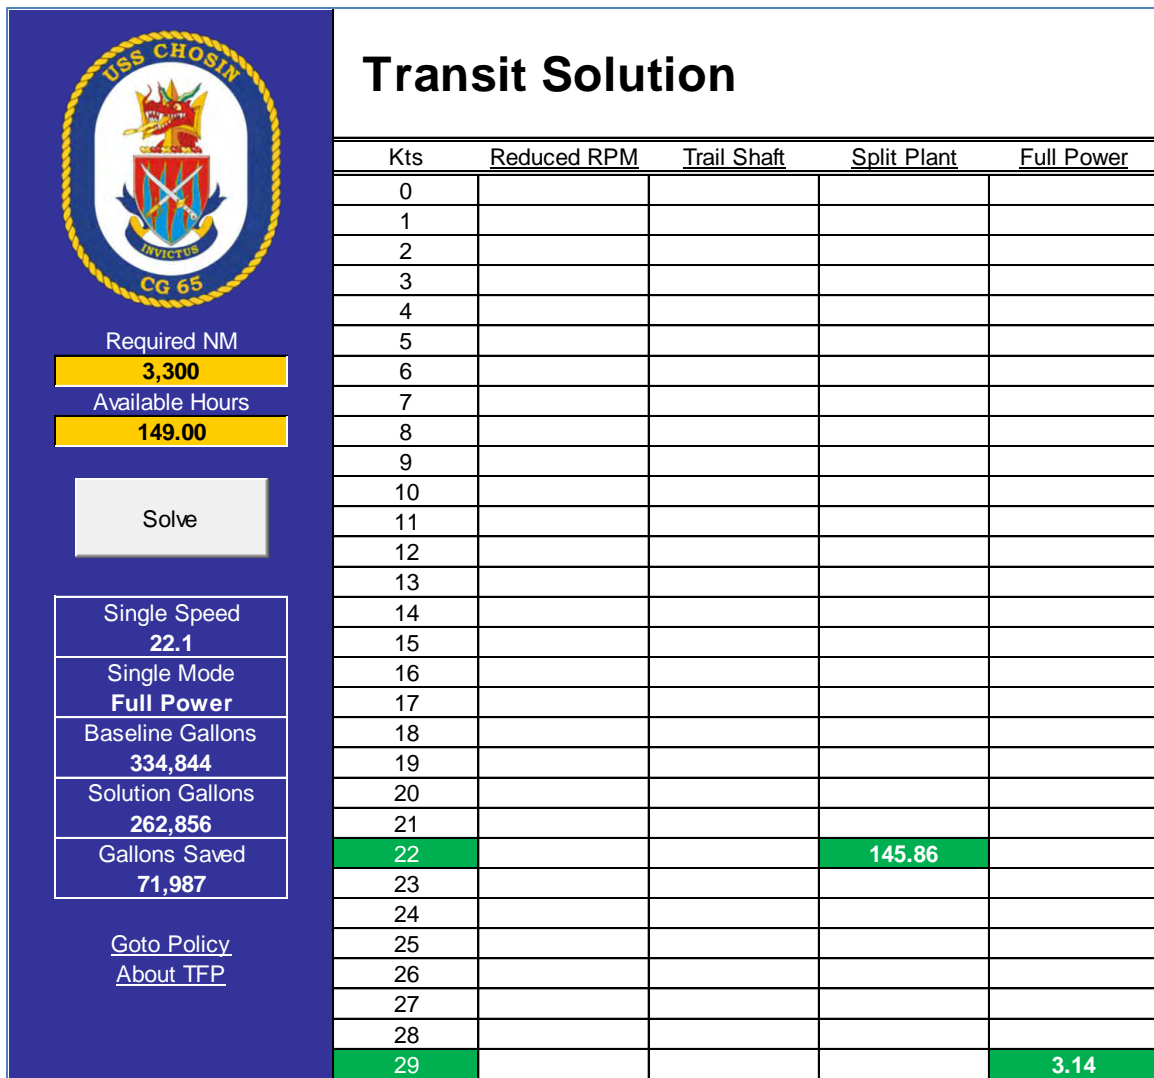 USS CHOSIN
INVICTUS
CG 65
Required NM
3,300
Available Hours
149.00
Solve
Single Speed
22.1
Single Mode
Full Power
Baseline Gallons
334,844
Solution Gallons
262,856
Gallons Saved
71,987
Goto Policy
About TFP
Transit Solution
Kts Reduced RPM Trail Shaft Split Plant Full Power
0
1
2
3
4
5
6
7
8
9
10
11
12
13
14
15
16
17
18
19
20
21
22 145.86
23
24
25
26
27
28
29 3.14